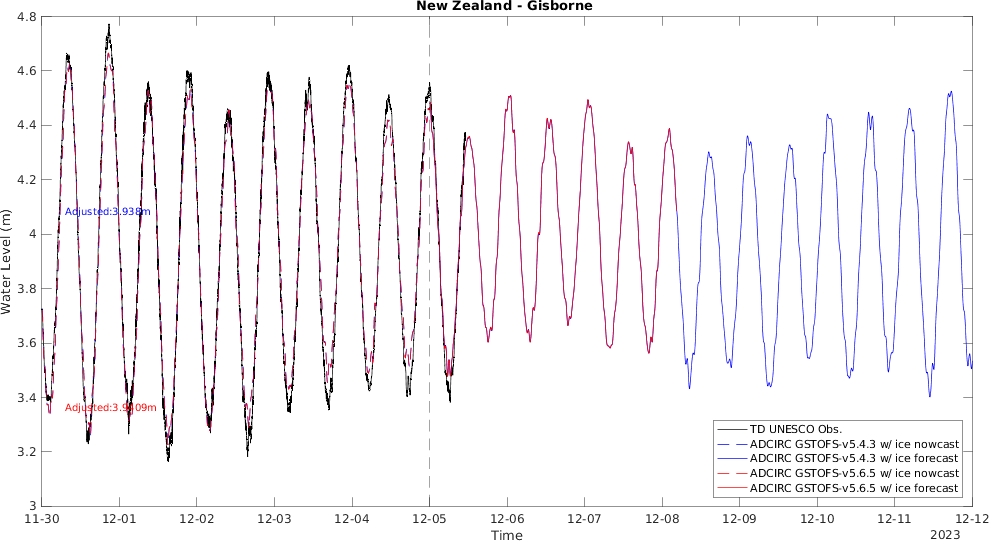 New Zealand - Gisborne
4.8
4.6
4.4
4.2
4
3.8
3.6
3.4
3.2
3
Water Level (m)
Adjusted:3.938m
TD UNESCO Obs.
ADCIRC GSTOFS-v5.4.3 w/ ice nowcast
ADCIRC GSTOFS-v5.4.3 w/ ice forecast
ADCIRC GSTOFS-v5.6.5 w/ ice nowcast
ADCIRC GSTOFS-v5.6.5 w/ ice forecast
11-30 12-01 12-02 12-03 12-04 12-05 12-06 12-07 12-08 12-09 12-10 12-11 12-12
Time
2023